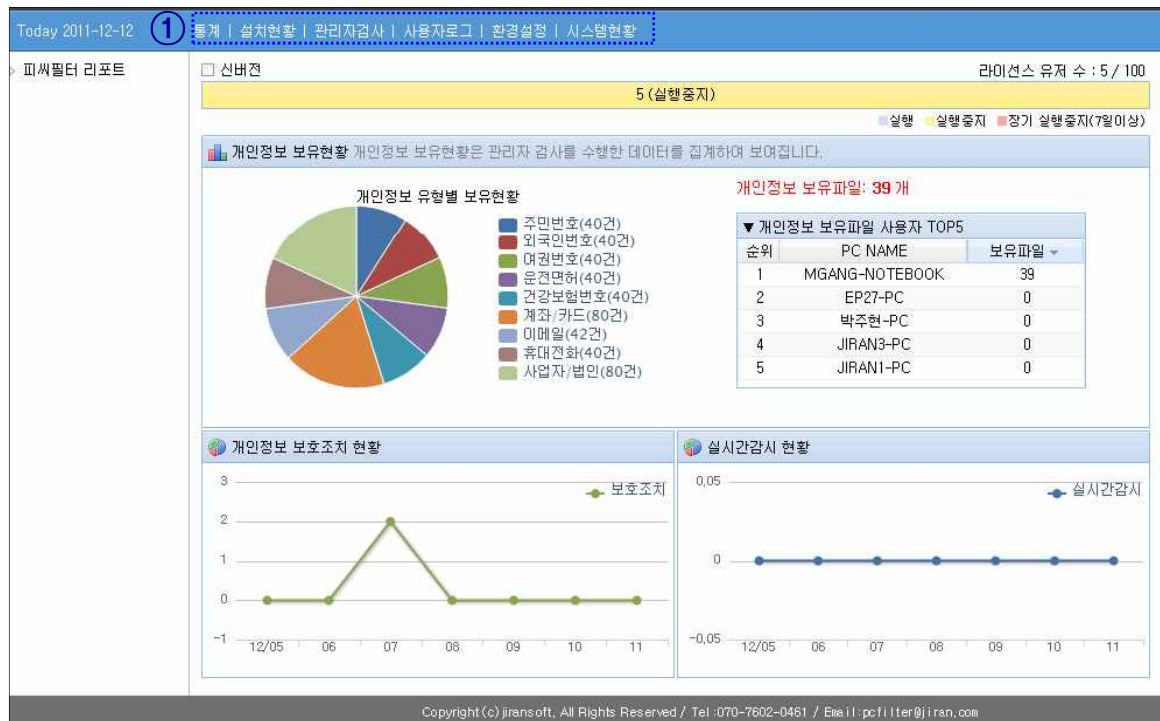 Today 2011-12-12 ① 통계 | 설치현황 | 관리자검사 | 사용자로그 | 환경설정 | 시스템현황
피씨필터 리포트
신버전 라이선스 유저 수 : 5 / 100
5 (실행중지)
실행 실행중지 장기 실행중지(7일이상)
개인정보 보유현황 개인정보 보유현황은 관리자 검사를 수행한 데이터를 집계하여 보여집니다.
개인정보 유형별 보유현황
주민번호(40건)
외국인번호(40건)
여권번호(40건)
운전면허(40건)
건강보험번호(40건)
계좌/카드(80건)
이메일(42건)
휴대전화(40건)
사업자/법인(80건)
개인정보 보유파일: 39 개
▼ 개인정보 보유파일 사용자 TOP5
순위 PC NAME 보유파일
1 MGANG-NOTEBOOK 39
2 EP27-PC 0
3 박주현-PC 0
4 JIRAN3-PC 0
5 JIRAN1-PC 0
개인정보 보호조치 현황
보호조치
3
2
1
0
-1
12/05 06 07 08 09 10 11
실시간감시 현황
실시간감시
0,05
0
-0,05
12/05 06 07 08 09 10 11
Copyright(c)jiransoft, All Rights Reserved / Tel:070-7602-0461 / Email:pcfilter@jiran.com